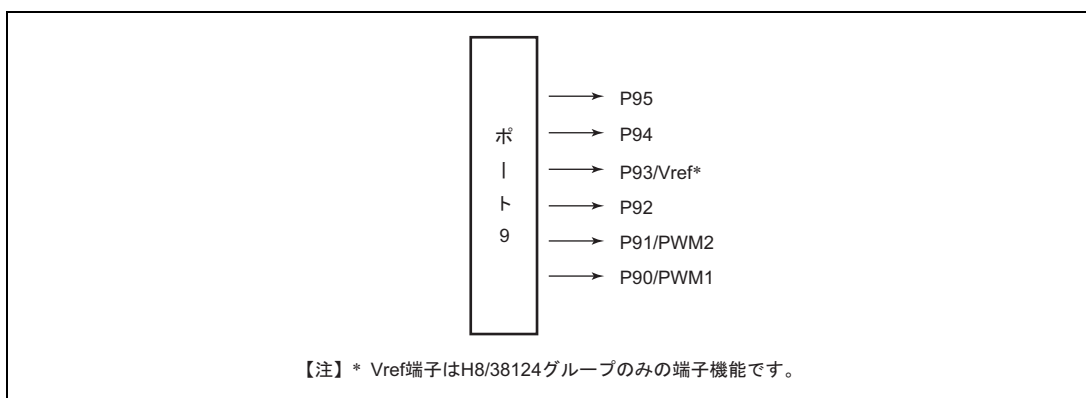 ポート9
P95
P94
P93/Vref*
P92
P91/PWM2
P90/PWM1
【注】* Vref端子はH8/38124グループのみの端子機能です。